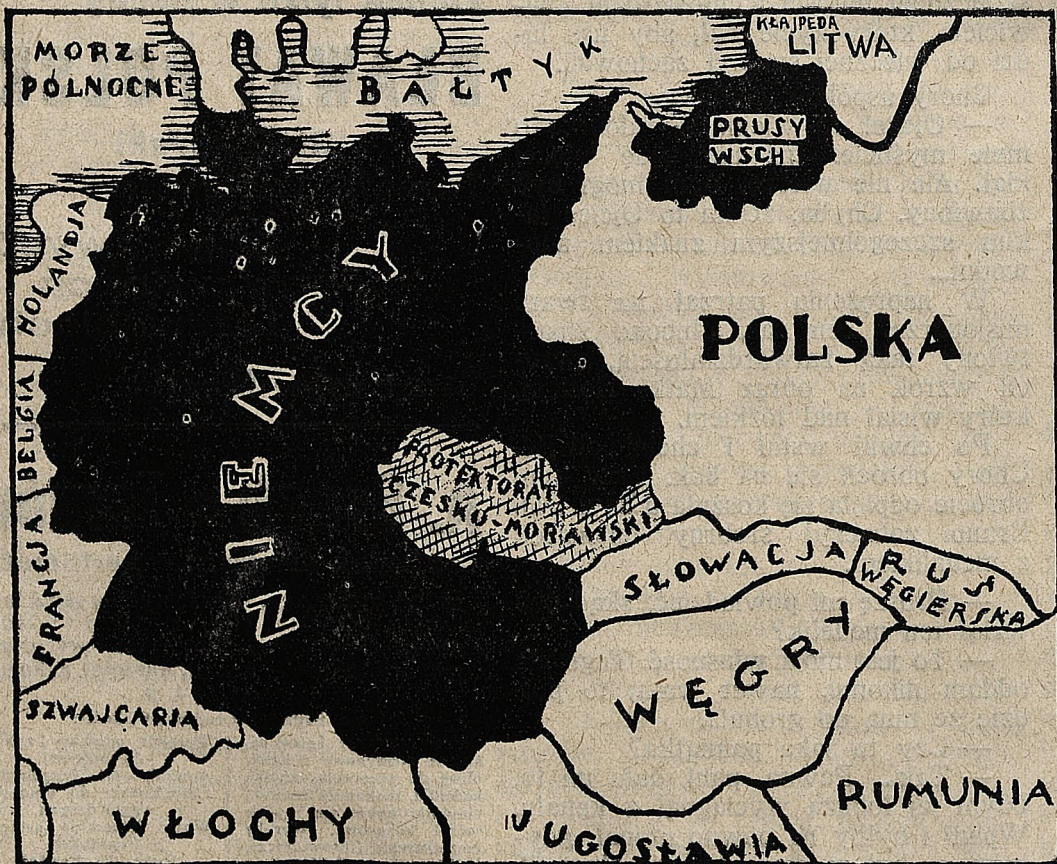 MORZE
PÓLNOCNE
BAŁTYK
KŁAJPEDA
LITWA
PRUSY
WSCH.
HOLANDJA
BELGIA
FRANCJA
NIEMCY
POLSKA
PROTEKTORAT
CZESKO-MORAWSKI
SŁOWACJA
RUŚ
WĘGIERSKA
WĘGRY
SZWAJCARIA
WŁOCHY
JUGOSŁAWIA
RUMUNIA